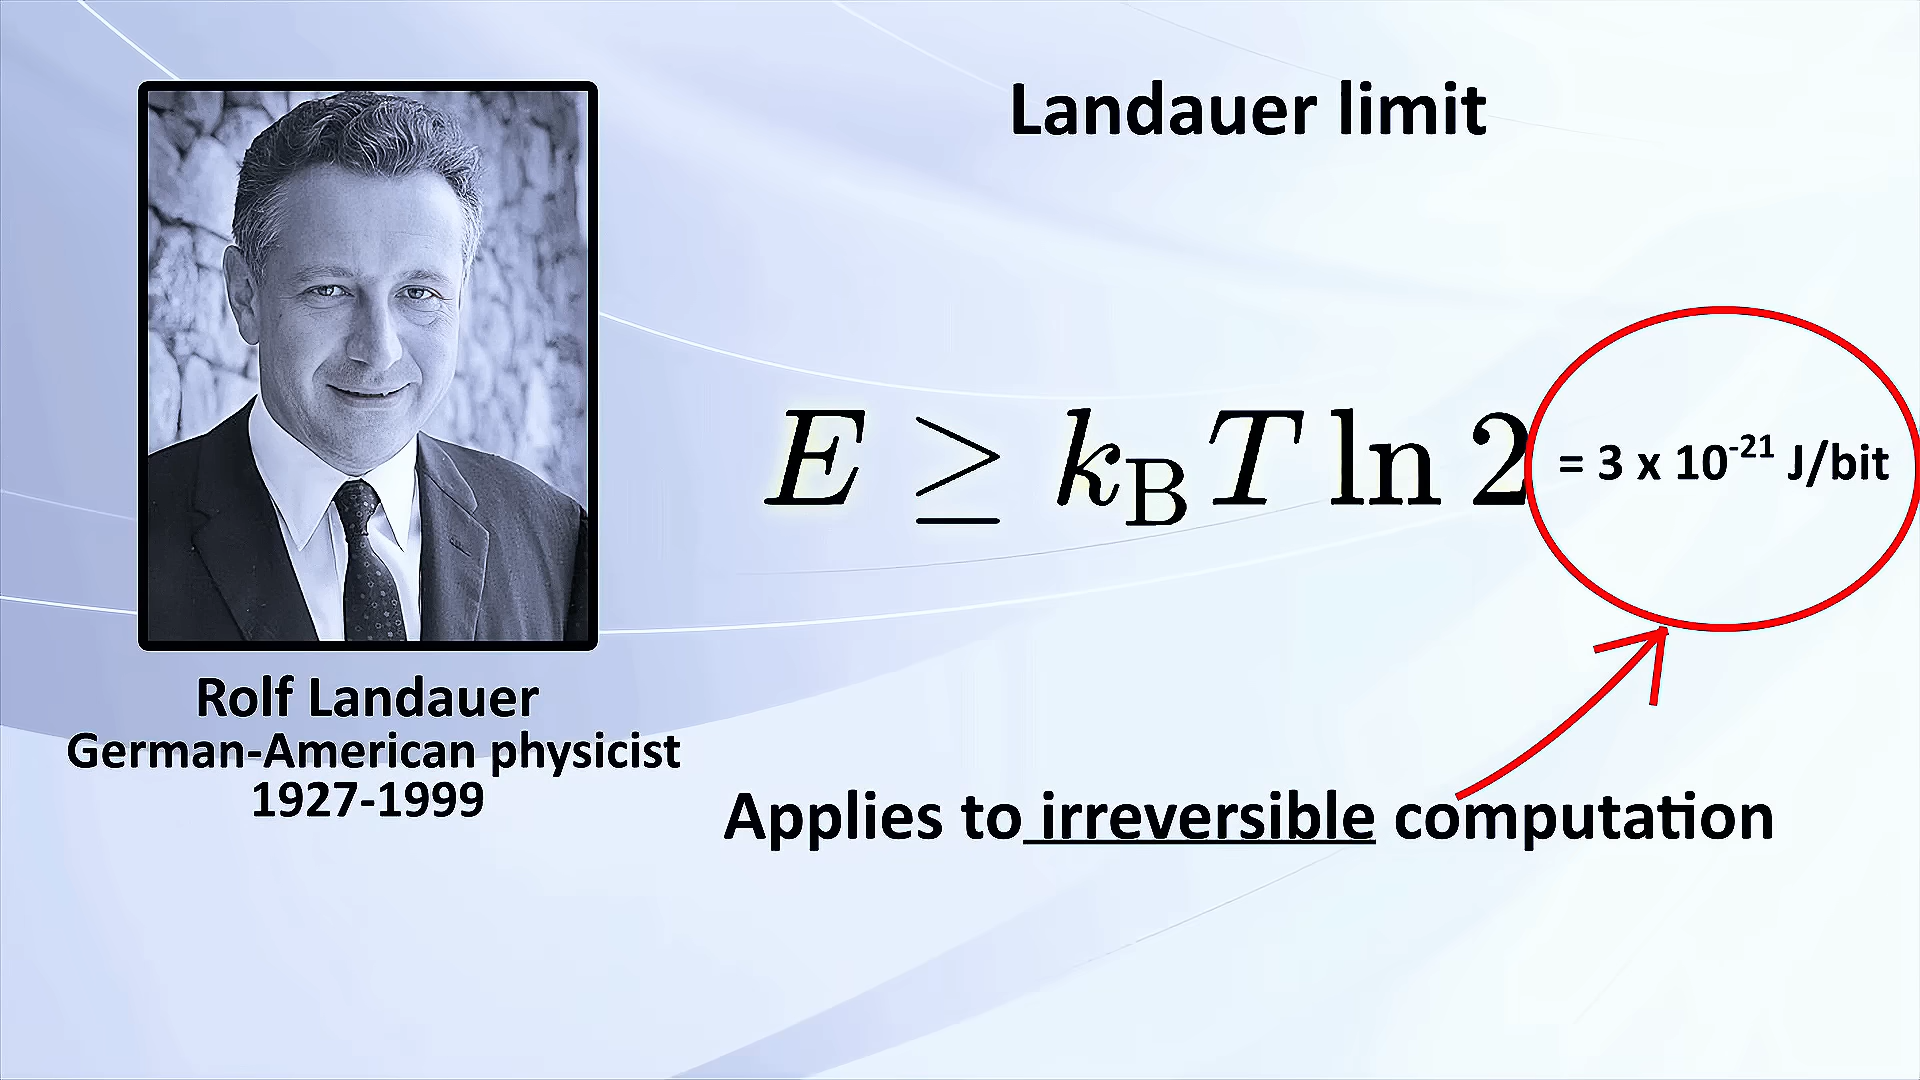 Landauer limit
E ≥ k_B T ln 2 = 3 x 10⁻²¹ J/bit
Rolf Landauer
German-American physicist
1927-1999
Applies to irreversible computation